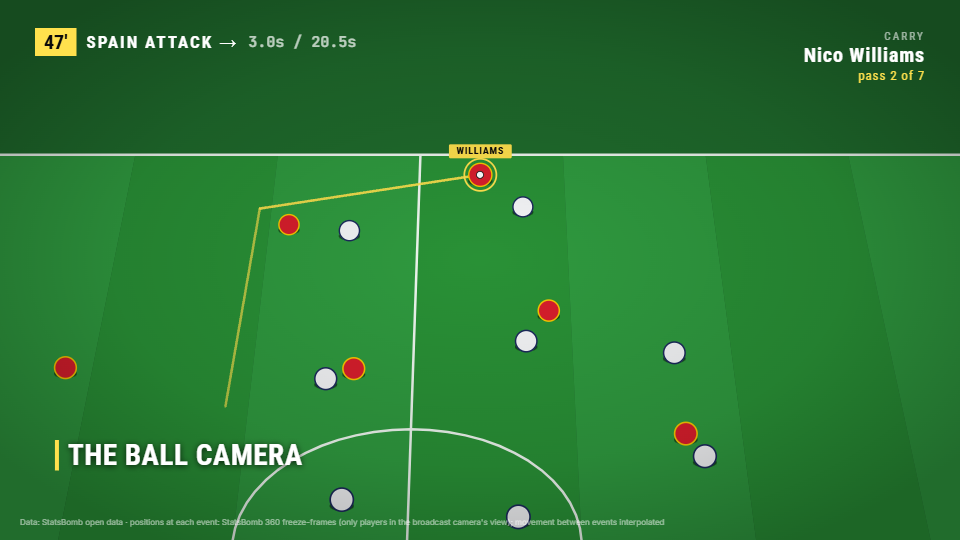 47' SPAIN ATTACK → 3.0s / 20.5s
CARRY
Nico Williams
pass 2 of 7
WILLIAMS
THE BALL CAMERA
Data: StatsBomb open data - positions at each event: StatsBomb 360 freeze-frames (only players in the broadcast camera's view); movement between events interpolated